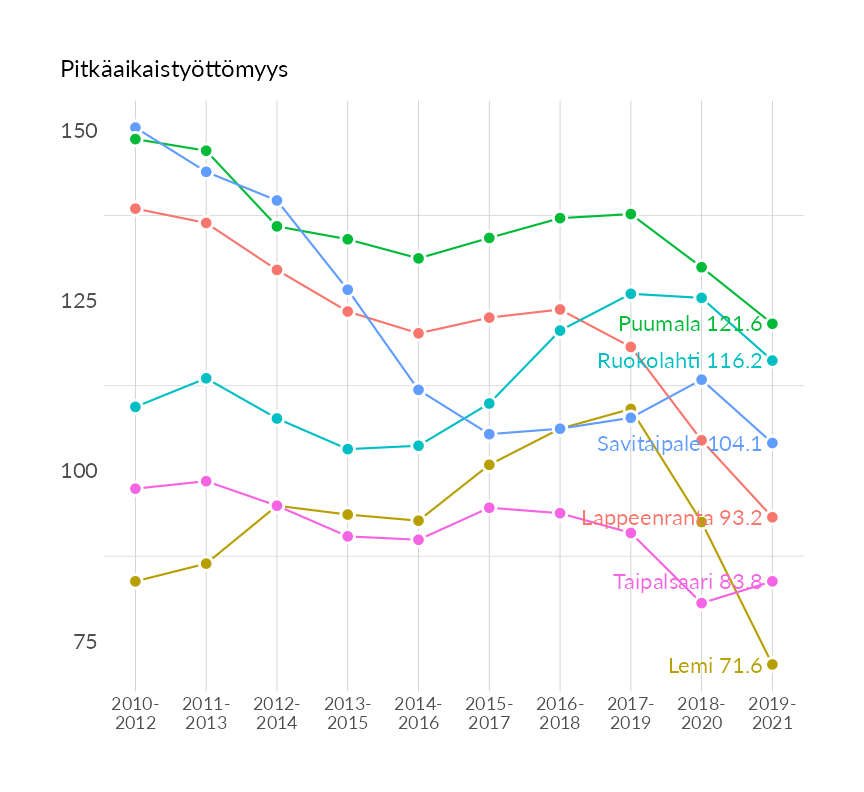 Pitkäaikaistyöttömyys
150
125
100
75
Puumala 121.6
Ruokolahti 116.2
Savitaipale 104.1
Lappeenranta 93.2
Taipalsaari 83.8
Lemi 71.6
2010- 2011- 2012- 2013- 2014- 2015- 2016- 2017- 2018- 2019-
2012 2013 2014 2015 2016 2017 2018 2019 2020 2021